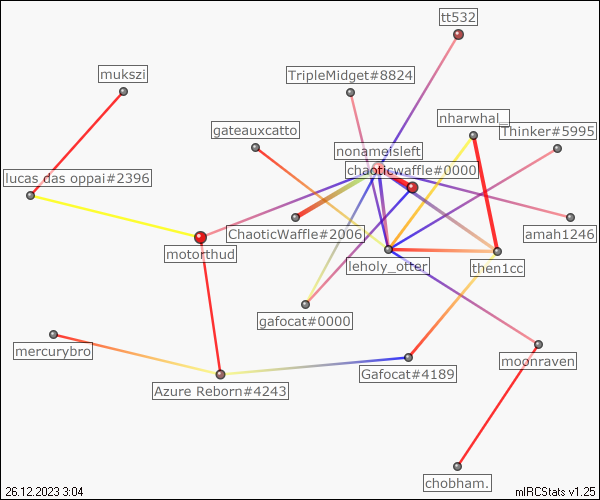 tt532
mukszi
TripleMidget#8824
nharwhal_
gateauxcatto
Thinker#5995
nonamefsleft
chaoticwaffle#0000
lucas das oppai#2396
ChaoticWaffle#2006
amah1246
motorthud
leholy_otter
then1cc
gafocat#0000
mercurybro
moonraven
Gafocat#4189
Azure Reborn#4243
chobham.
26.12.2023 3:04
mIRCStats v1.25